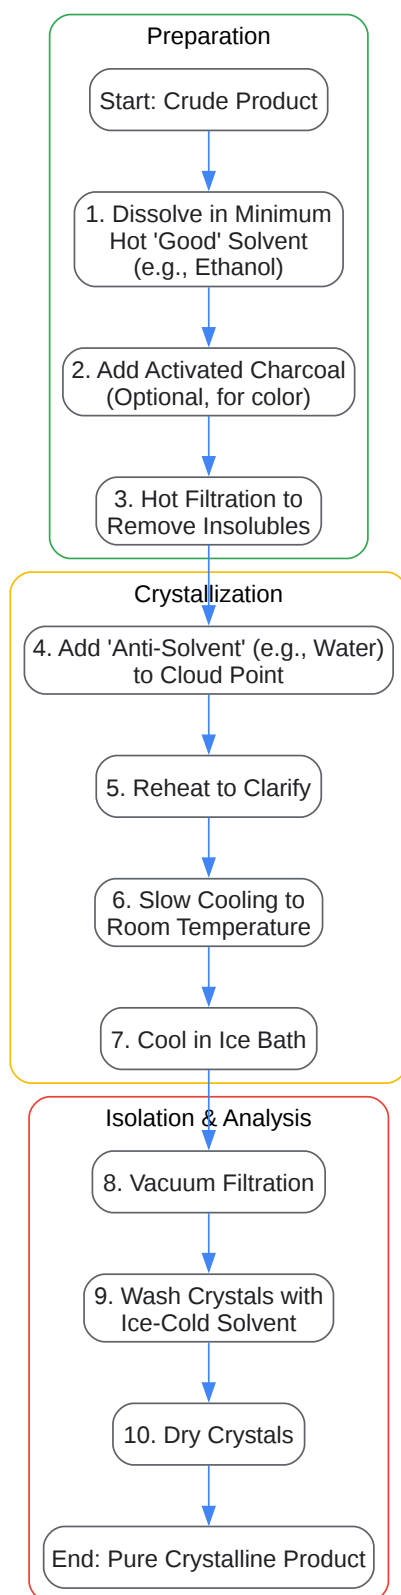 Preparation
Start: Crude Product
1. Dissolve in Minimum
Hot 'Good' Solvent
(e.g., Ethanol)
2. Add Activated Charcoal
(Optional, for color)
3. Hot Filtration to
Remove Insolubles
Crystallization
4. Add 'Anti-Solvent' (e.g., Water)
to Cloud Point
5. Reheat to Clarify
6. Slow Cooling to
Room Temperature
7. Cool in Ice Bath
Isolation & Analysis
8. Vacuum Filtration
9. Wash Crystals with
Ice-Cold Solvent
10. Dry Crystals
End: Pure Crystalline Product